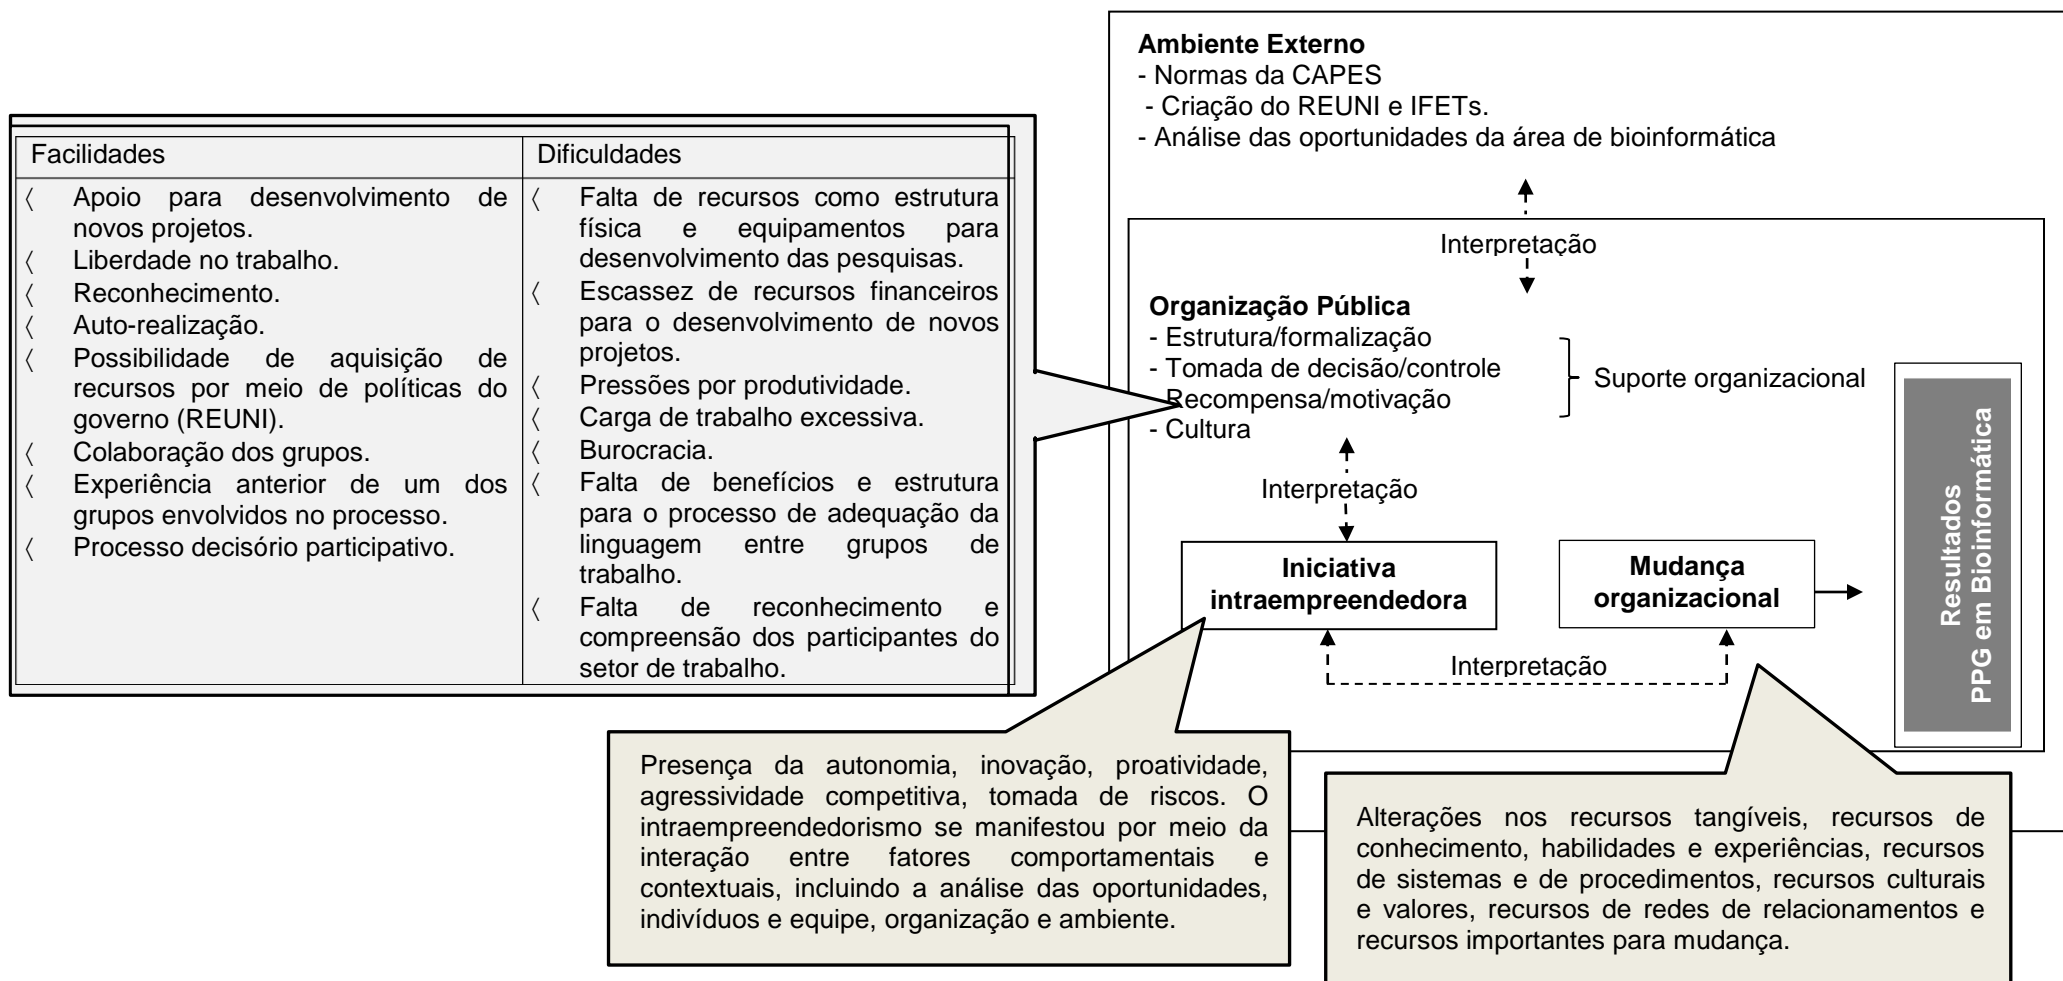 Ambiente Externo
- Normas da CAPES
- Criação do REUNI e IFETs.
- Análise das oportunidades da área de bioinformática
Facilidades
〈 Apoio para desenvolvimento de
novos projetos.
〈 Liberdade no trabalho.
〈 Reconhecimento.
〈 Auto-realização.
〈 Possibilidade de aquisição de
recursos por meio de políticas do
governo (REUNI).
〈 Colaboração dos grupos.
〈 Experiência anterior de um dos
grupos envolvidos no processo.
〈 Processo decisório participativo.
Dificuldades
〈 Falta de recursos como estrutura
física e equipamentos para
desenvolvimento das pesquisas.
〈 Escassez de recursos financeiros
para o desenvolvimento de novos
projetos.
〈 Pressões por produtividade.
〈 Carga de trabalho excessiva.
〈 Burocracia.
〈 Falta de benefícios e estrutura
para o processo de adequação da
linguagem entre grupos de
trabalho.
〈 Falta de reconhecimento e
compreensão dos participantes do
setor de trabalho.
Interpretação
Organização Pública
- Estrutura/formalização
- Tomada de decisão/controle
Recompensa/motivação
- Cultura
Suporte organizacional
Interpretação
Iniciativa
intraempreendedora
Mudança
organizacional
Interpretação
Resultados
PPG em Bioinformática
Presença da autonomia, inovação, proatividade,
agressividade competitiva, tomada de riscos. O
intraempreendedorismo se manifestou por meio da
interação entre fatores comportamentais e
contextuais, incluindo a análise das oportunidades,
indivíduos e equipe, organização e ambiente.
Alterações nos recursos tangíveis, recursos de
conhecimento, habilidades e experiências, recursos
de sistemas e de procedimentos, recursos culturais
e valores, recursos de redes de relacionamentos e
recursos importantes para mudança.